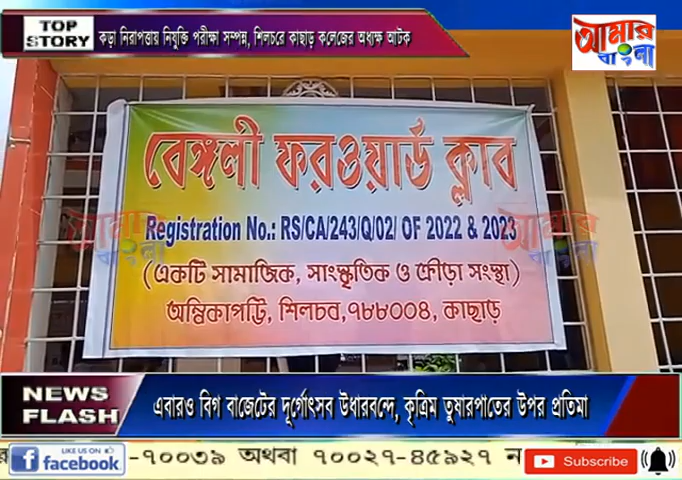 TOP STORY
কড়া নিরাপত্তায় নিযুক্তি পরীক্ষা সম্পন্ন, শিলচরে কাছাড় কলেজের অধ্যক্ষ আটক
আমার বাংলা
বেঙ্গলী ফরওয়ার্ড ক্লাব
Registration No.: RS/CA/243/Q/02/ OF 2022 & 2023
আমার বাংলা
আমার বাংলা
(একটি সামাজিক, সাংস্কৃতিক ও ক্রীড়া সংস্থা)
অম্বিকাপট্টি, শিলচর,৭৮৮০০৪, কাছাড়
NEWS FLASH
এবারও বিগ বাজেটের দূর্গোৎসব উধারবন্দে, কৃত্রিম তুষারপাতের উপর প্রতিমা
LIKE US ON
facebook
-৭০০৩৯ অথবা ৭০০২৭-৪৫৯২৭ ন
Subscribe